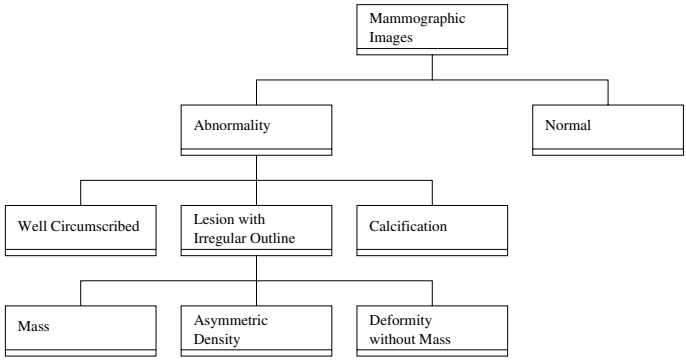 Mammographic
Images
Abnormality
Normal
Well Circumscribed
Lesion with
Irregular Outline
Calcification
Mass
Asymmetric
Density
Deformity
without Mass